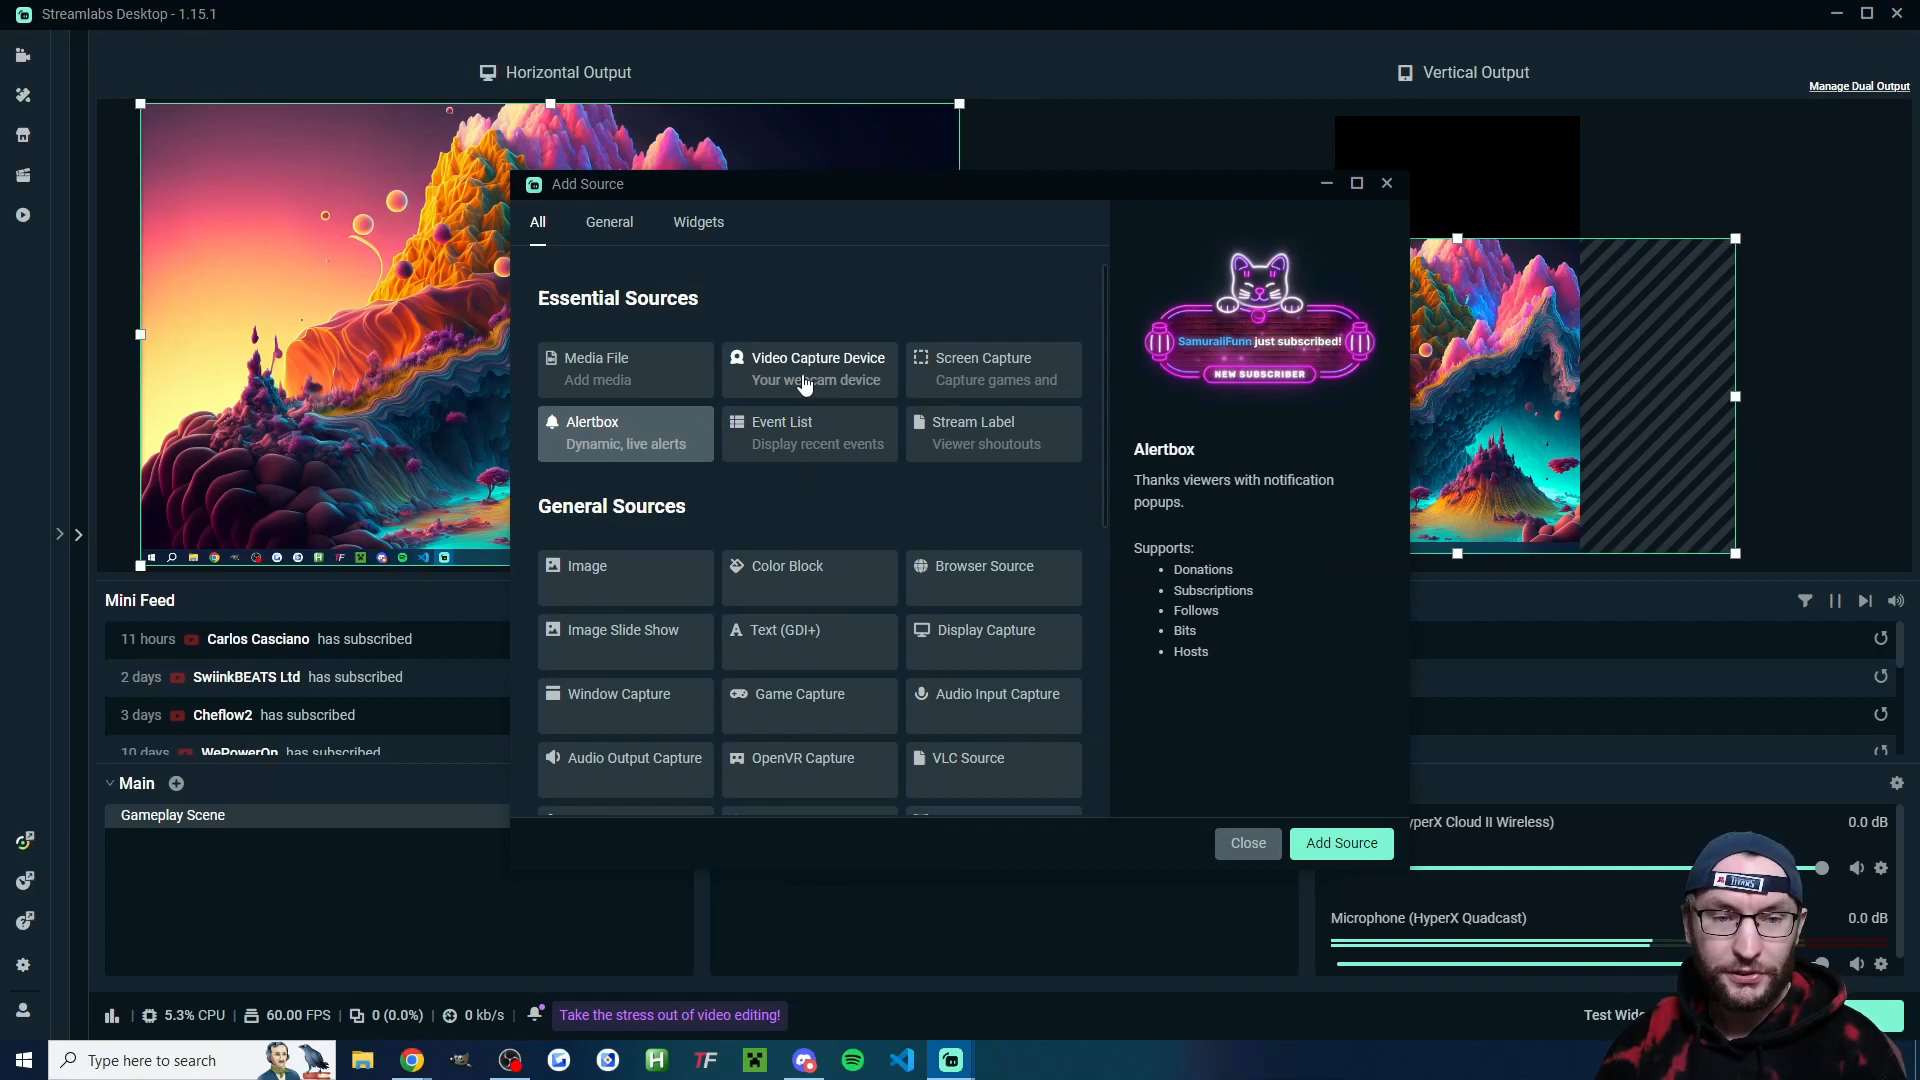 Streamlabs Desktop - 1.15.1
Horizontal Output
Vertical Output
Manage Dual Output
Add Source
All
General
Widgets
Essential Sources
Media File
Add media
Video Capture Device
Your webcam device
Screen Capture
Capture games and
Alertbox
Dynamic, live alerts
Event List
Display recent events
Stream Label
Viewer shoutouts
General Sources
Image
Color Block
Browser Source
Image Slide Show
Text (GDI+)
Display Capture
Window Capture
Game Capture
Audio Input Capture
Audio Output Capture
OpenVR Capture
VLC Source
SamuraiiFunn just subscribed!
NEW SUBSCRIBER
Alertbox
Thanks viewers with notification
popups.
Supports:
• Donations
• Subscriptions
• Follows
• Bits
• Hosts
Close
Add Source
Mini Feed
11 hours Carlos Casciano has subscribed
2 days SwiinkBEATS Ltd has subscribed
3 days Cheflow2 has subscribed
10 days WePowerOn has subscribed
Main
Gameplay Scene
yperX Cloud II Wireless)
0.0 dB
Microphone (HyperX Quadcast)
0.0 dB
5.3% CPU
60.00 FPS
0 (0.0%)
0 kb/s
Take the stress out of video editing!
Test Wid
Type here to search
H
TF